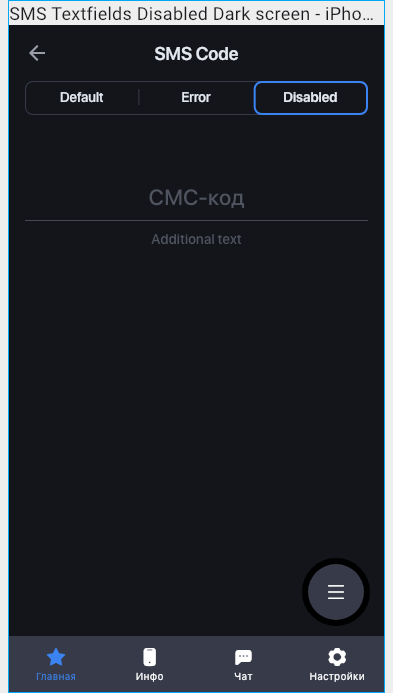 SMS Textfields Disabled Dark screen - iPho...
SMS Code
Default Error Disabled
СМС-код
Additional text
Главная Инфо Чат Настройки